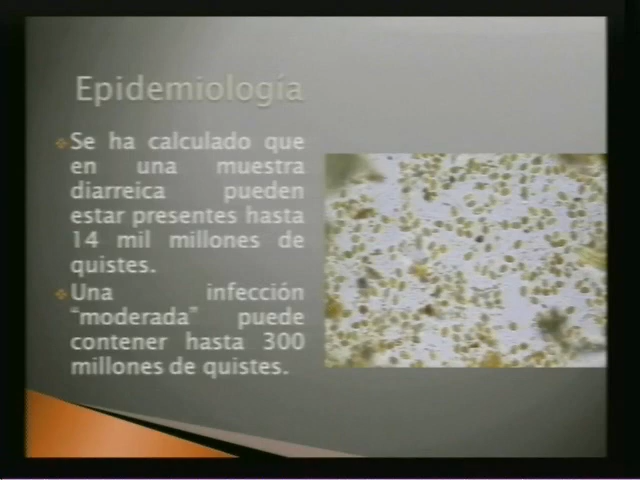 Epidemiología
Se ha calculado que
en una muestra
diarreica pueden
estar presentes hasta
14 mil millones de
quistes.
Una infección
“moderada” puede
contener hasta 300
millones de quistes.